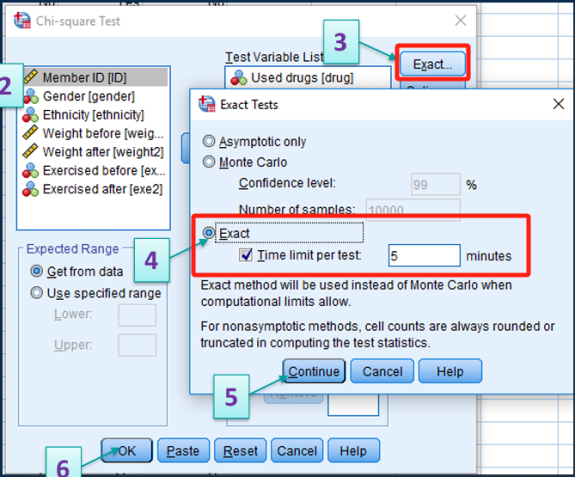 Chi-square Test
3
Test Variable List
Exact...
2
Member ID [ID]
Used drugs [drug]
Gender [gender]
Ethnicity [ethnicity]
Weight before [weig...
Weight after [weight2]
Exercised before [ex...
Exercised after [exe2]
Exact Tests
Asymptotic only
Monte Carlo
Confidence level: 99 %
Number of samples: 10000
Exact
4
Time limit per test: 5 minutes
Expected Range
Get from data
Use specified range
Lower:
Upper:
Exact method will be used instead of Monte Carlo when
computational limits allow.
For nonasymptotic methods, cell counts are always rounded or
truncated in computing the test statistics.
Continue Cancel Help
5
6
OK Paste Reset Cancel Help